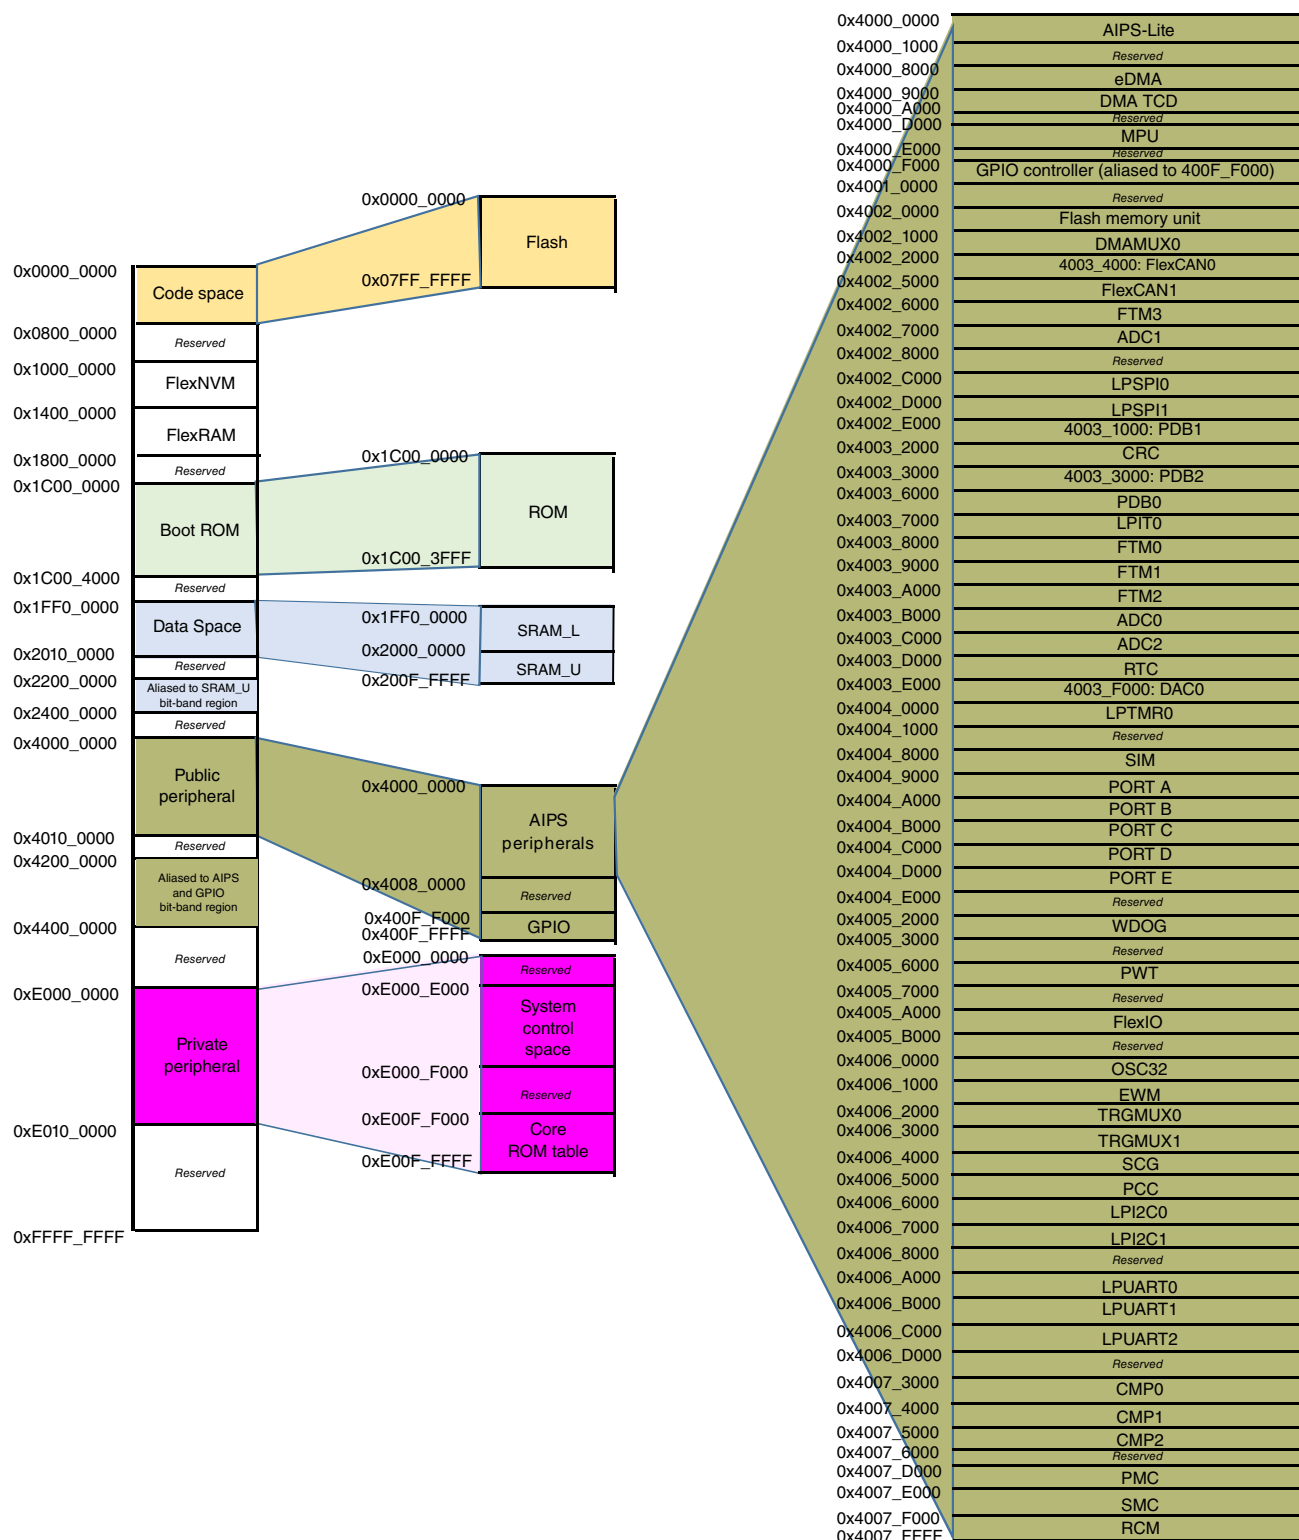 0x0000_0000
Code space
0x0800_0000
Reserved
0x1000_0000
FlexNVM
0x1400_0000
FlexRAM
0x1800_0000
Reserved
0x1C00_0000
Boot ROM
0x1C00_4000
Reserved
0x1FF0_0000
Data Space
0x2010_0000
Reserved
0x2200_0000
Aliased to SRAM_U
bit-band region
0x2400_0000
Reserved
0x4000_0000
Public
peripheral
0x4010_0000
Reserved
0x4200_0000
Aliased to AIPS
and GPIO
bit-band region
0x4400_0000
Reserved
0xE000_0000
Private
peripheral
0xE010_0000
Reserved
0xFFFF_FFFF
0x0000_0000
Flash
0x07FF_FFFF
0x1C00_0000
ROM
0x1C00_3FFF
0x1FF0_0000
SRAM_L
0x2000_0000
SRAM_U
0x200F_FFFF
0x4000_0000
AIPS
peripherals
0x4008_0000
Reserved
0x400F_F000
GPIO
0x400F_FFFF
0xE000_0000
Reserved
0xE000_E000
System
control
space
0xE000_F000
Reserved
0xE00F_F000
Core
ROM table
0xE00F_FFFF
0x4000_0000
AIPS-Lite
0x4000_1000
Reserved
0x4000_8000
eDMA
0x4000_9000
DMA TCD
0x4000_A000
Reserved
0x4000_D000
MPU
0x4000_E000
Reserved
0x4000_F000
GPIO controller (aliased to 400F_F000)
0x4001_0000
Reserved
0x4002_0000
Flash memory unit
0x4002_1000
DMAMUX0
0x4002_2000
4003_4000: FlexCAN0
0x4002_5000
FlexCAN1
0x4002_6000
FTM3
0x4002_7000
ADC1
0x4002_8000
Reserved
0x4002_C000
LPSPI0
0x4002_D000
LPSPI1
0x4002_E000
4003_1000: PDB1
0x4003_2000
CRC
0x4003_3000
4003_3000: PDB2
0x4003_6000
PDB0
0x4003_7000
LPIT0
0x4003_8000
FTM0
0x4003_9000
FTM1
0x4003_A000
FTM2
0x4003_B000
ADC0
0x4003_C000
ADC2
0x4003_D000
RTC
0x4003_E000
4003_F000: DAC0
0x4004_0000
LPTMR0
0x4004_1000
Reserved
0x4004_8000
SIM
0x4004_9000
PORT A
0x4004_A000
PORT B
0x4004_B000
PORT C
0x4004_C000
PORT D
0x4004_D000
PORT E
0x4004_E000
Reserved
0x4005_2000
WDOG
0x4005_3000
Reserved
0x4005_6000
PWT
0x4005_7000
Reserved
0x4005_A000
FlexIO
0x4005_B000
Reserved
0x4006_0000
OSC32
0x4006_1000
EWM
0x4006_2000
TRGMUX0
0x4006_3000
TRGMUX1
0x4006_4000
SCG
0x4006_5000
PCC
0x4006_6000
LPI2C0
0x4006_7000
LPI2C1
0x4006_8000
Reserved
0x4006_A000
LPUART0
0x4006_B000
LPUART1
0x4006_C000
LPUART2
0x4006_D000
Reserved
0x4007_3000
CMP0
0x4007_4000
CMP1
0x4007_5000
CMP2
0x4007_6000
Reserved
0x4007_D000
PMC
0x4007_E000
SMC
0x4007_F000
RCM
0x4007_FFFF